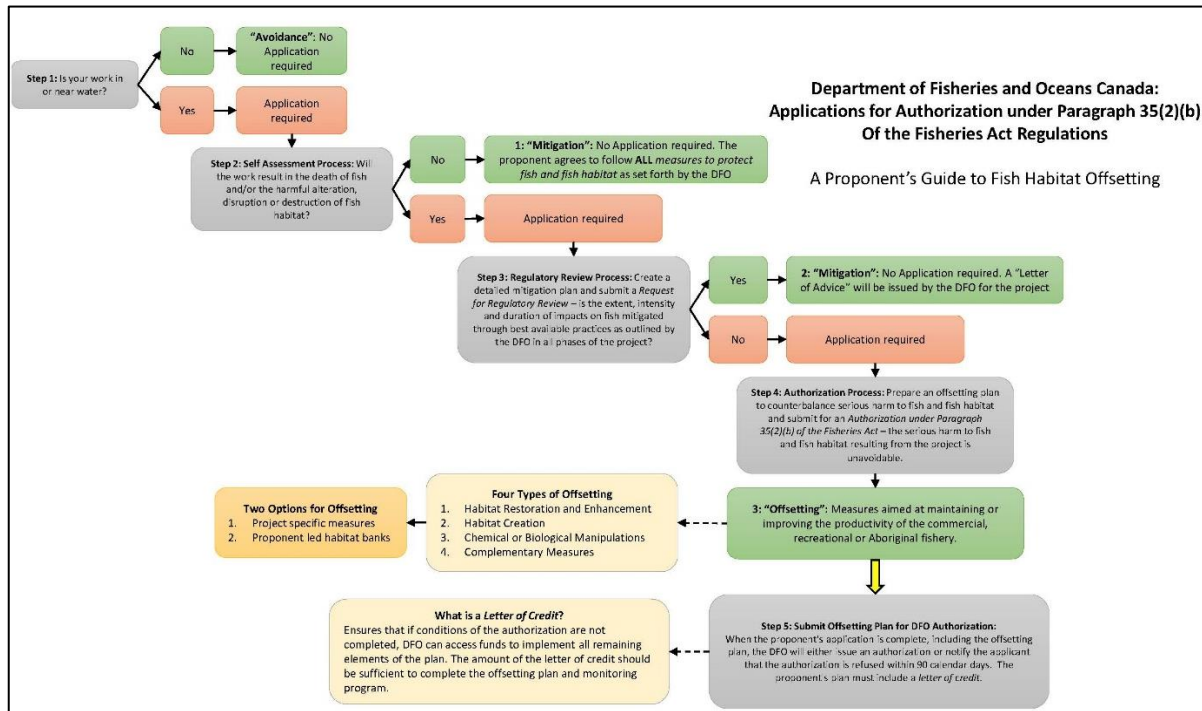 Department of Fisheries and Oceans Canada:
Applications for Authorization under Paragraph 35(2)(b)
Of the Fisheries Act Regulations
A Proponent's Guide to Fish Habitat Offsetting
Step 1: Is your work in
or near water?
No
"Avoidance": No
Application
required
Yes
Application
required
Step 2: Self Assessment Process: Will
the work result in the death of fish
and/or the harmful alteration,
disruption or destruction of fish
habitat?
No
1: "Mitigation": No Application required. The
proponent agrees to follow ALL measures to protect
fish and fish habitat as set forth by the DFO
Yes
Application required
Step 3: Regulatory Review Process: Create a
detailed mitigation plan and submit a Request
for Regulatory Review – is the extent, intensity
and duration of impacts on fish mitigated
through best available practices as outlined
by the DFO in all phases of the project?
Yes
2: "Mitigation": No Application required. A "Letter
of Advice" will be issued by the DFO for the project
No
Application required
Step 4: Authorization Process: Prepare an offsetting plan
to counterbalance serious harm to fish and fish habitat
and submit for an Authorization under Paragraph
35(2)(b) of the Fisheries Act – the serious harm to fish
and fish habitat resulting from the project is
unavoidable.
3: "Offsetting": Measures aimed at maintaining or
improving the productivity of the commercial,
recreational or Aboriginal fishery.
Four Types of Offsetting
1. Habitat Restoration and Enhancement
2. Habitat Creation
3. Chemical or Biological Manipulations
4. Complementary Measures
Two Options for Offsetting
1. Project specific measures
2. Proponent led habitat banks
Step 5: Submit Offsetting Plan for DFO Authorization:
When the proponent's application is complete, including the offsetting
plan, the DFO will either issue an authorization or notify the applicant
that the authorization is refused within 90 calendar days. The
proponent's plan must include a letter of credit.
What is a Letter of Credit?
Ensures that if conditions of the authorization are not
completed, DFO can access funds to implement all remaining
elements of the plan. The amount of the letter of credit should
be sufficient to complete the offsetting plan and monitoring
program.